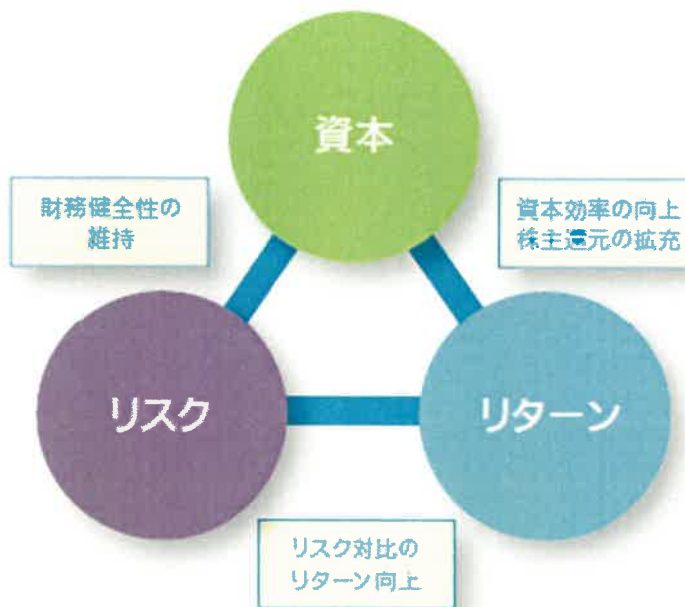 資本
財務健全性の
維持
資本効率の向上
株主還元の拡充
リスク
リターン
リスク対比の
リターン向上